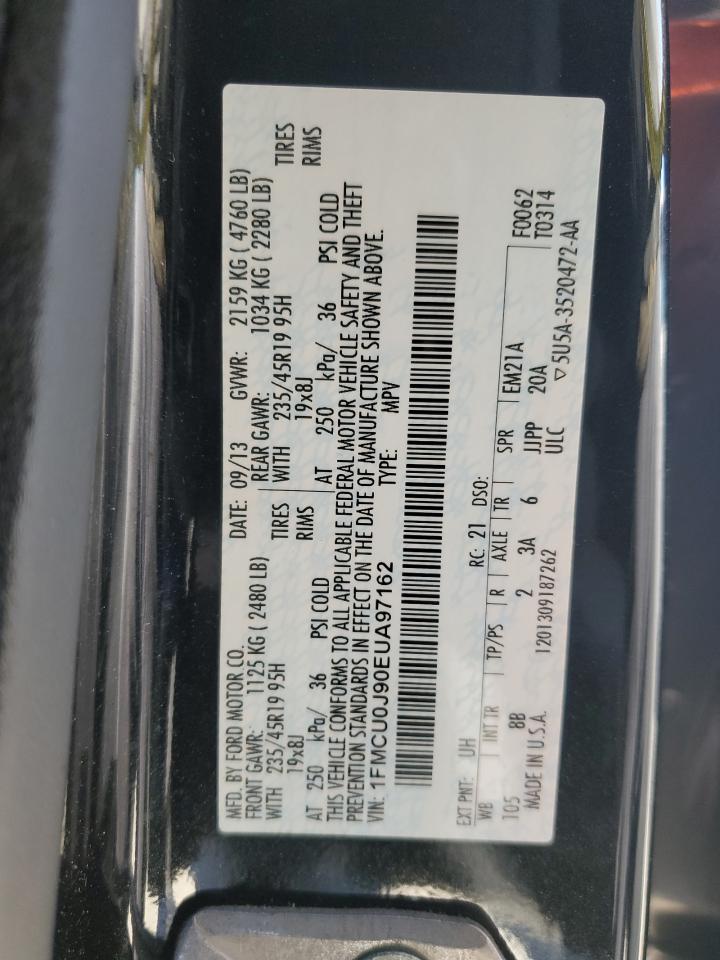 MFD. BY FORD MOTOR CO. DATE: 09/13 GVWR: 2159 KG ( 4760 LB)
FRONT GAWR: 1125 KG ( 2480 LB) REAR GAWR: 1034 KG ( 2280 LB)
WITH 235/45R19 95H TIRES WITH 235/45R19 95H TIRES
19x8J RIMS 19x8J RIMS
AT 250 kPa/ 36 PSI COLD AT 250 kPa/ 36 PSI COLD
THIS VEHICLE CONFORMS TO ALL APPLICABLE FEDERAL MOTOR VEHICLE SAFETY AND THEFT
PREVENTION STANDARDS IN EFFECT ON THE DATE OF MANUFACTURE SHOWN ABOVE.
VIN: 1FMCU0J90EUA97162 TYPE: MPV
EXT PNT: UH RC: 21 DSO: F0062
WB INT TR TP/PS R AXLE TR SPR EM21A T0314
105 8B 2 3A 6 JJPP 20A
MADE IN U.S.A. 1201309187262 ULC ▽5U5A-3520472-AA